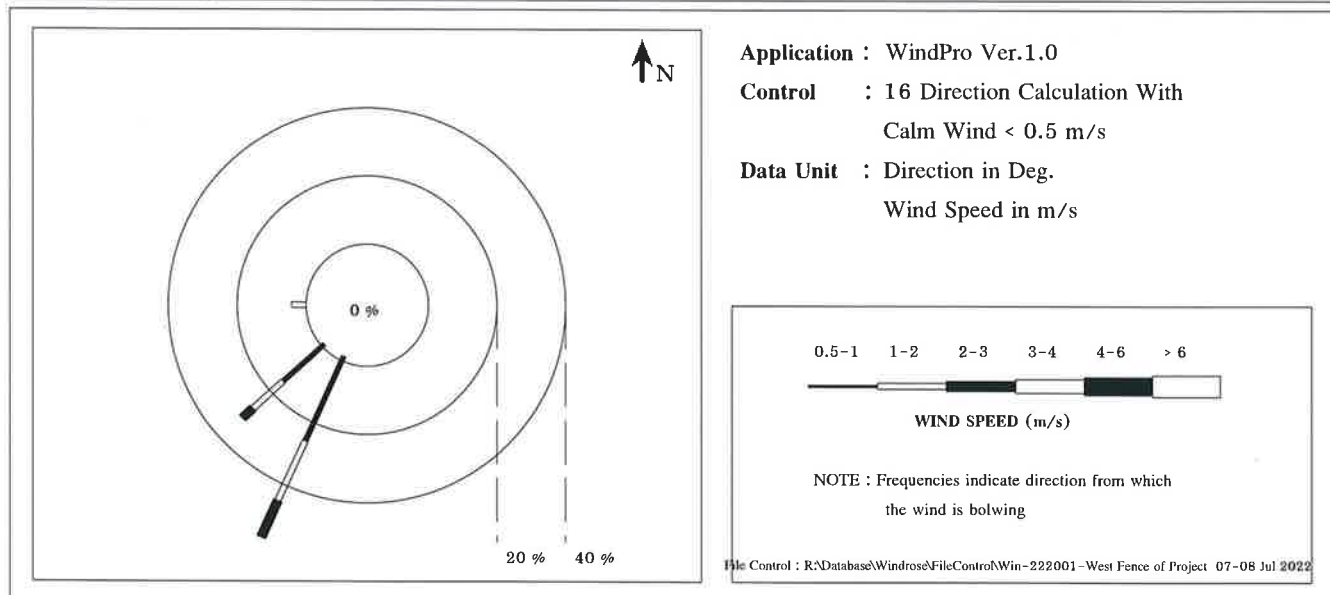 N
0 %
20 %
40 %
Application : WindPro Ver.1.0
Control : 16 Direction Calculation With
Calm Wind < 0.5 m/s
Data Unit : Direction in Deg.
Wind Speed in m/s
0.5-1 1-2 2-3 3-4 4-6 > 6
WIND SPEED (m/s)
NOTE : Frequencies indicate direction from which
the wind is bolwing
File Control : R:\Database\Windrose\FileControl\Win-222001-West Fence of Project 07-08 Jul 2022